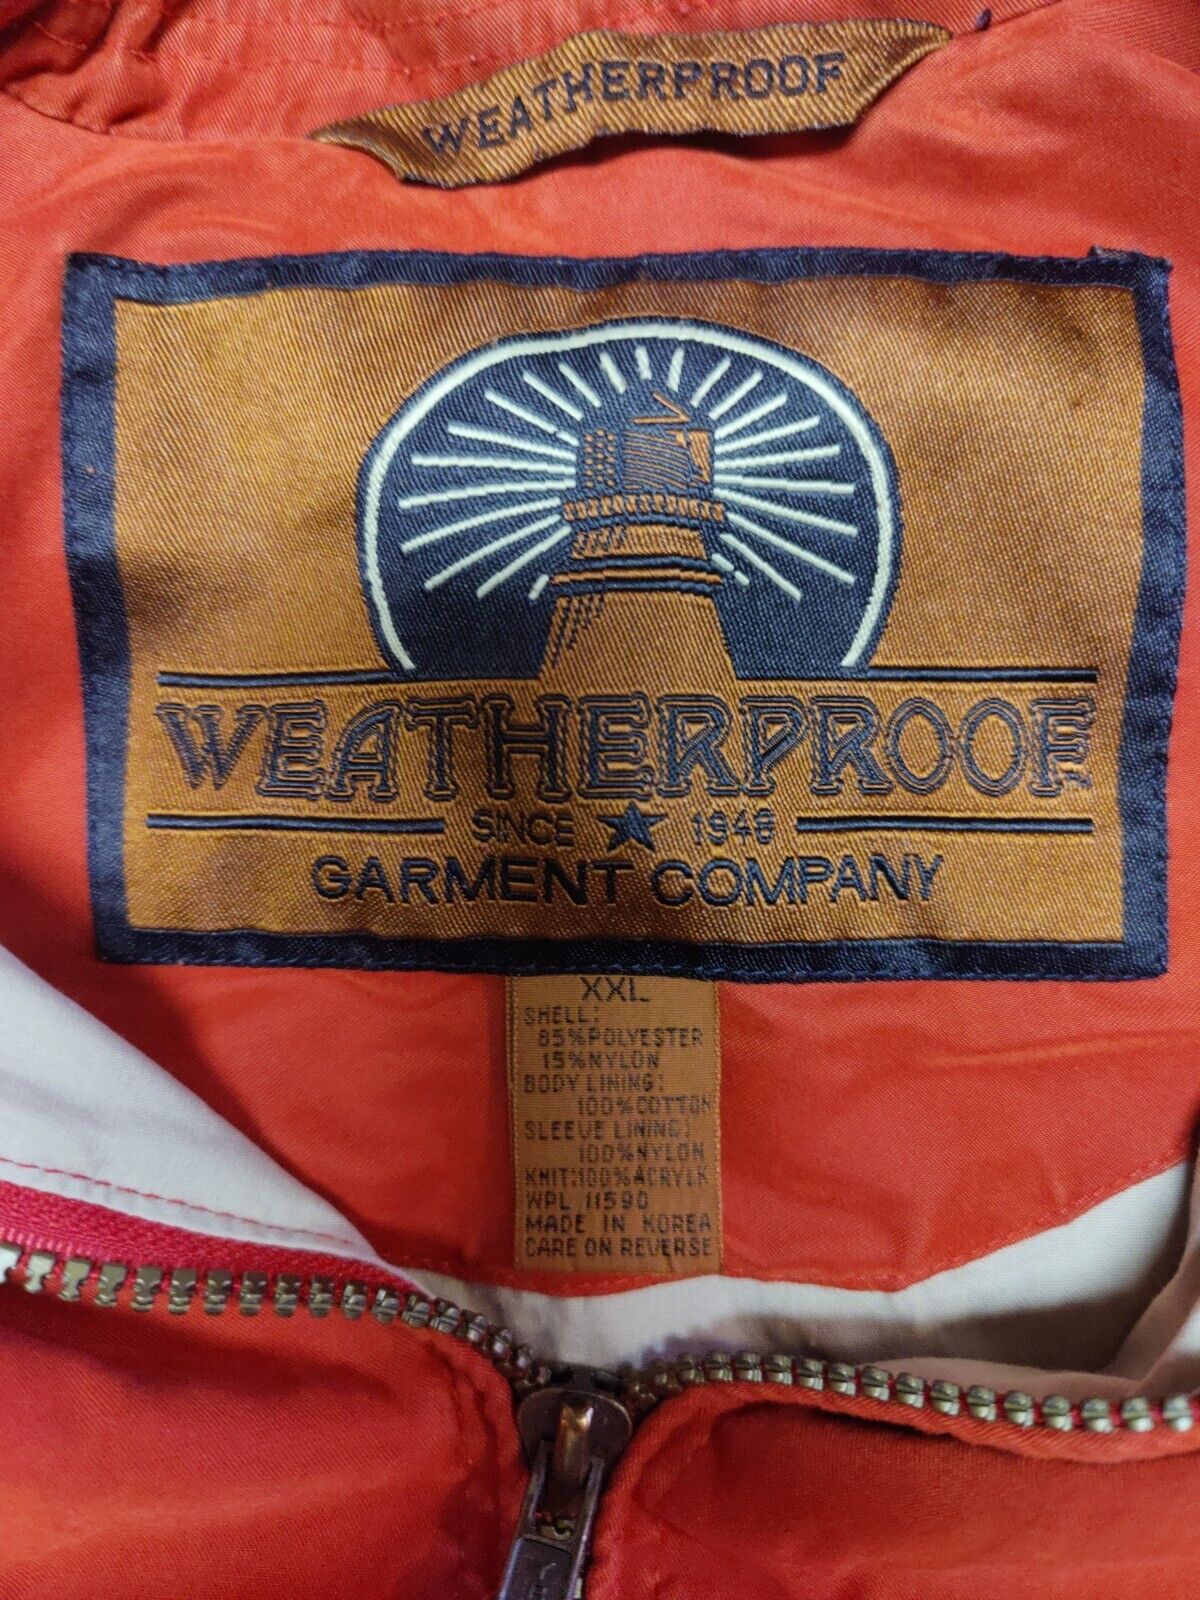 WEATHERPROOF
WEATHERPROOF
SINCE ★ 1948
GARMENT COMPANY
XXL
SHELL:
85%POLYESTER
15%NYLON
BODY LINING:
100%COTTON
SLEEVE LINING:
100%NYLON
KNIT:100%ACRYLIC
WPL 11590
MADE IN KOREA
CARE ON REVERSE